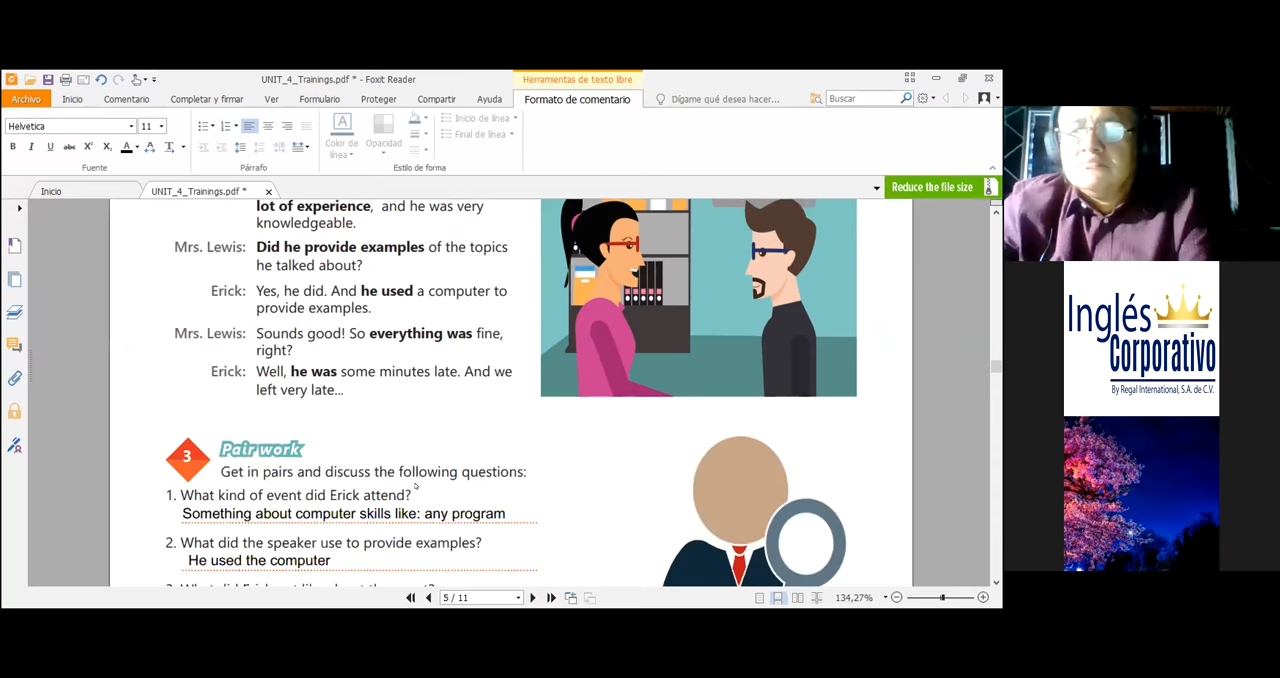 UNIT_4_Trainings.pdf * - Foxit Reader
Herramientas de texto libre
Archivo
Inicio
Comentario
Completar y firmar
Ver
Formulario
Proteger
Compartir
Ayuda
Formato de comentario
Dígame qué desea hacer...
Buscar
Helvetica
11
Color de línea
Opacidad
Inicio de línea
Final de línea
Fuente
Párrafo
Estilo de forma
Inicio
UNIT_4_Trainings.pdf *
Reduce the file size
lot of experience, and he was very
knowledgeable.
Mrs. Lewis: Did he provide examples of the topics
he talked about?
Erick: Yes, he did. And he used a computer to
provide examples.
Mrs. Lewis: Sounds good! So everything was fine,
right?
Erick: Well, he was some minutes late. And we
left very late...
3
Pair work
Get in pairs and discuss the following questions:
1. What kind of event did Erick attend?
Something about computer skills like: any program
2. What did the speaker use to provide examples?
He used the computer
5 / 11
134,27%
Inglés
Corporativo
By Regal International, S.A. de C.V.